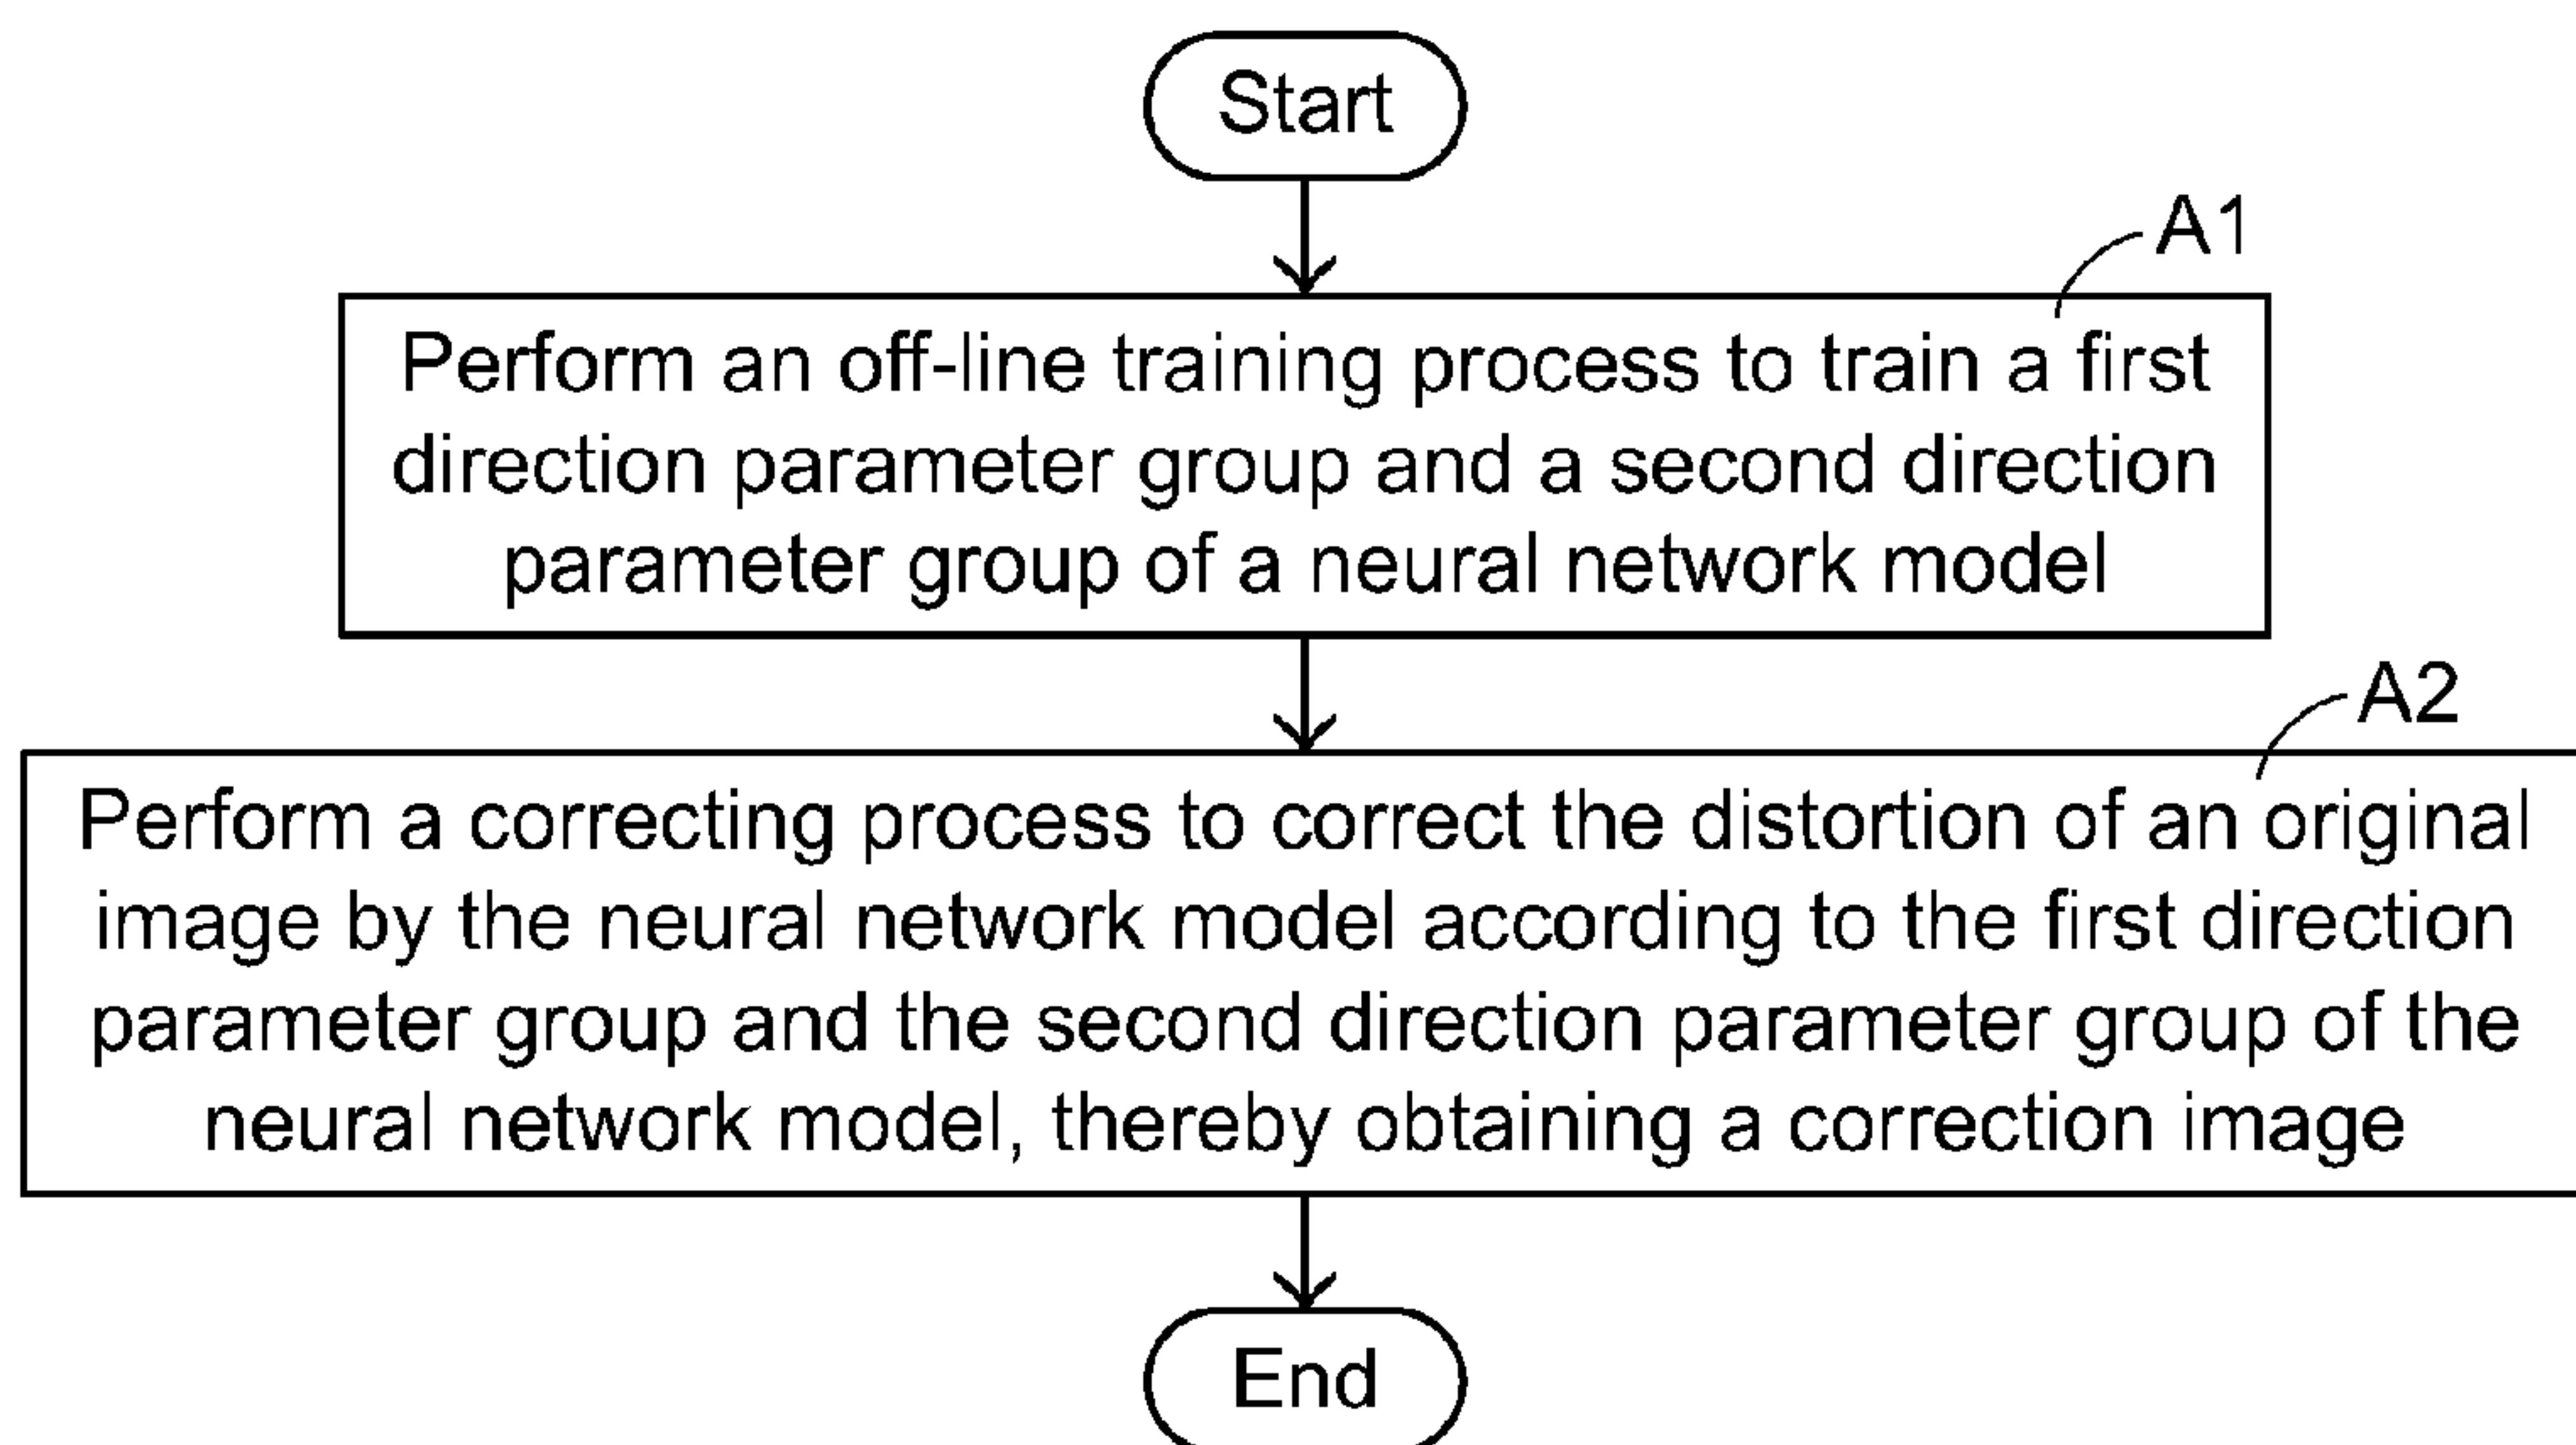 Start
A1
Perform an off-line training process to train a first
direction parameter group and a second direction
parameter group of a neural network model
A2
Perform a correcting process to correct the distortion of an original
image by the neural network model according to the first direction
parameter group and the second direction parameter group of the
neural network model, thereby obtaining a correction image
End